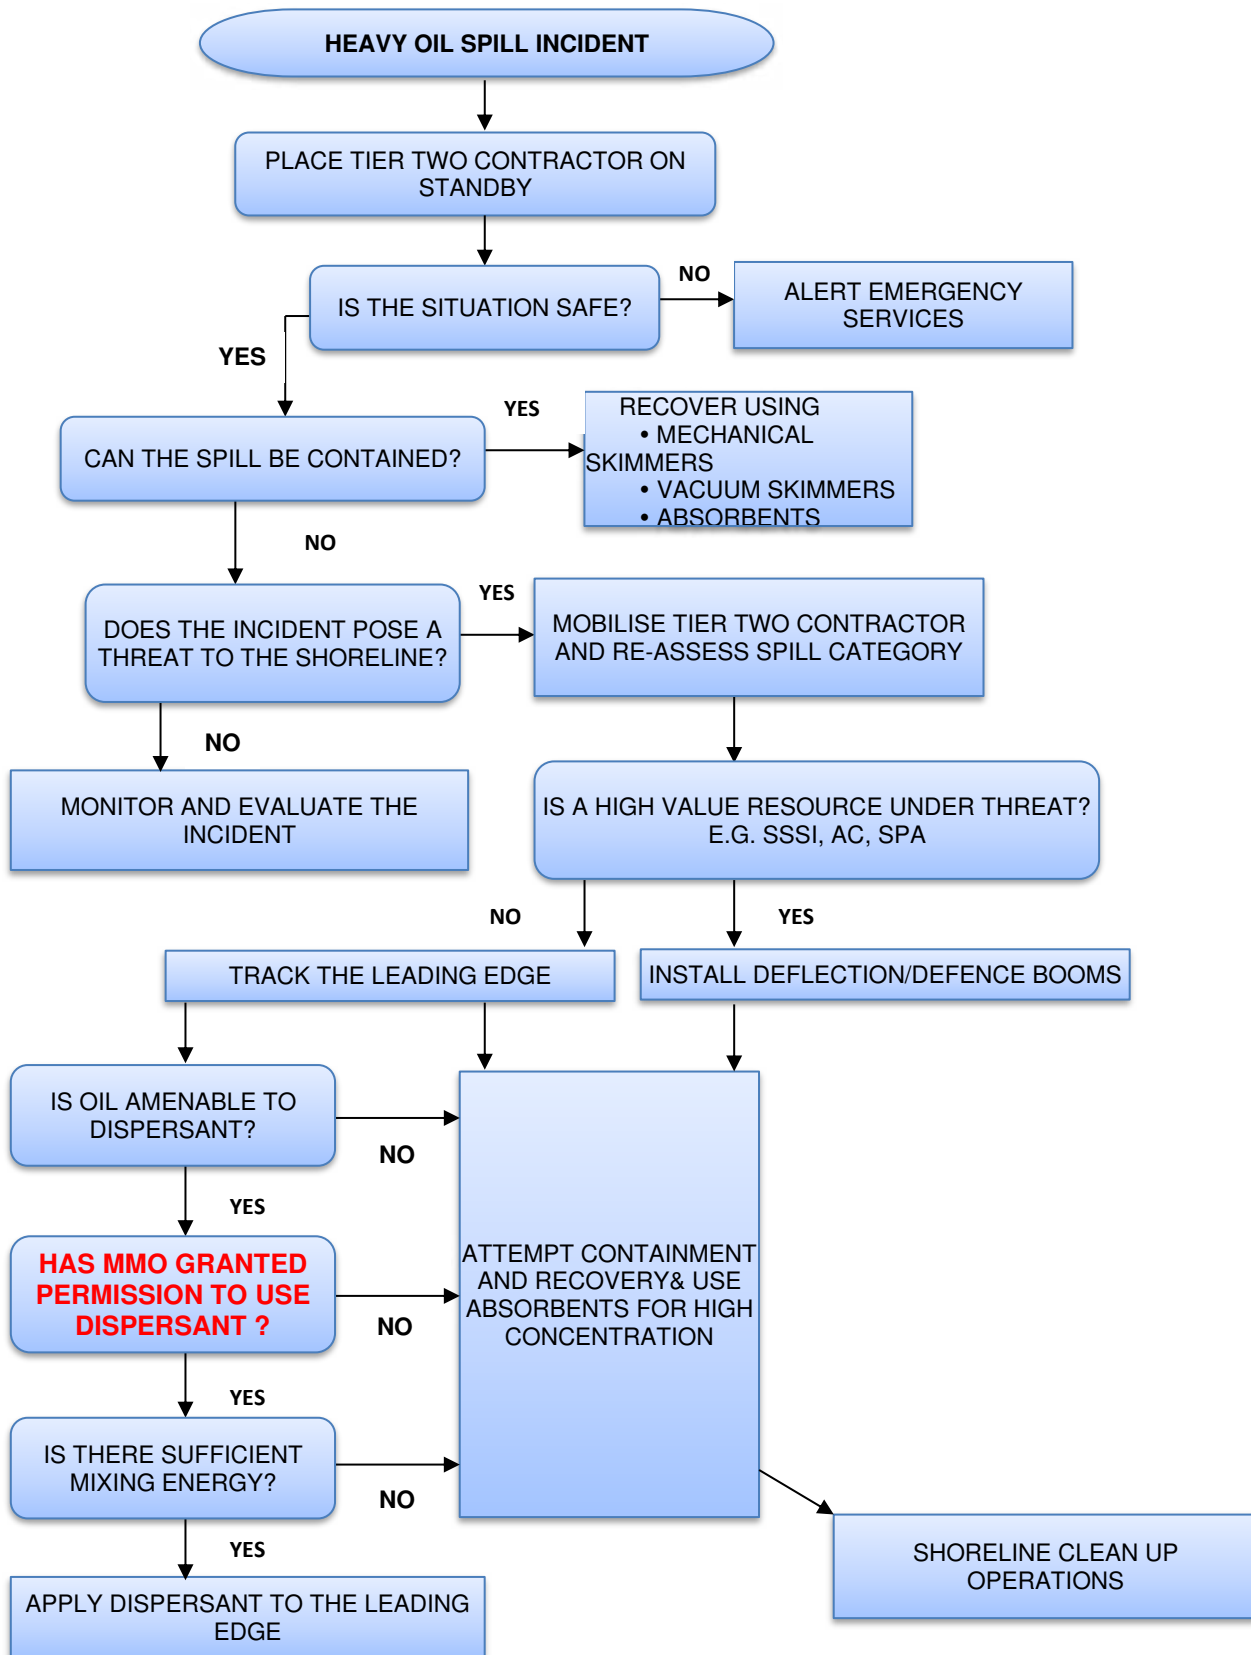 HEAVY OIL SPILL INCIDENT
PLACE TIER TWO CONTRACTOR ON
STANDBY
IS THE SITUATION SAFE?
NO
ALERT EMERGENCY
SERVICES
YES
CAN THE SPILL BE CONTAINED?
YES
RECOVER USING
• MECHANICAL
SKIMMERS
• VACUUM SKIMMERS
• ABSORBENTS
NO
DOES THE INCIDENT POSE A
THREAT TO THE SHORELINE?
YES
MOBILISE TIER TWO CONTRACTOR
AND RE-ASSESS SPILL CATEGORY
NO
MONITOR AND EVALUATE THE
INCIDENT
IS A HIGH VALUE RESOURCE UNDER THREAT?
E.G. SSSI, AC, SPA
NO
YES
TRACK THE LEADING EDGE
INSTALL DEFLECTION/DEFENCE BOOMS
IS OIL AMENABLE TO
DISPERSANT?
NO
YES
HAS MMO GRANTED
PERMISSION TO USE
DISPERSANT ?
NO
ATTEMPT CONTAINMENT
AND RECOVERY& USE
ABSORBENTS FOR HIGH
CONCENTRATION
YES
IS THERE SUFFICIENT
MIXING ENERGY?
NO
YES
SHORELINE CLEAN UP
OPERATIONS
APPLY DISPERSANT TO THE LEADING
EDGE